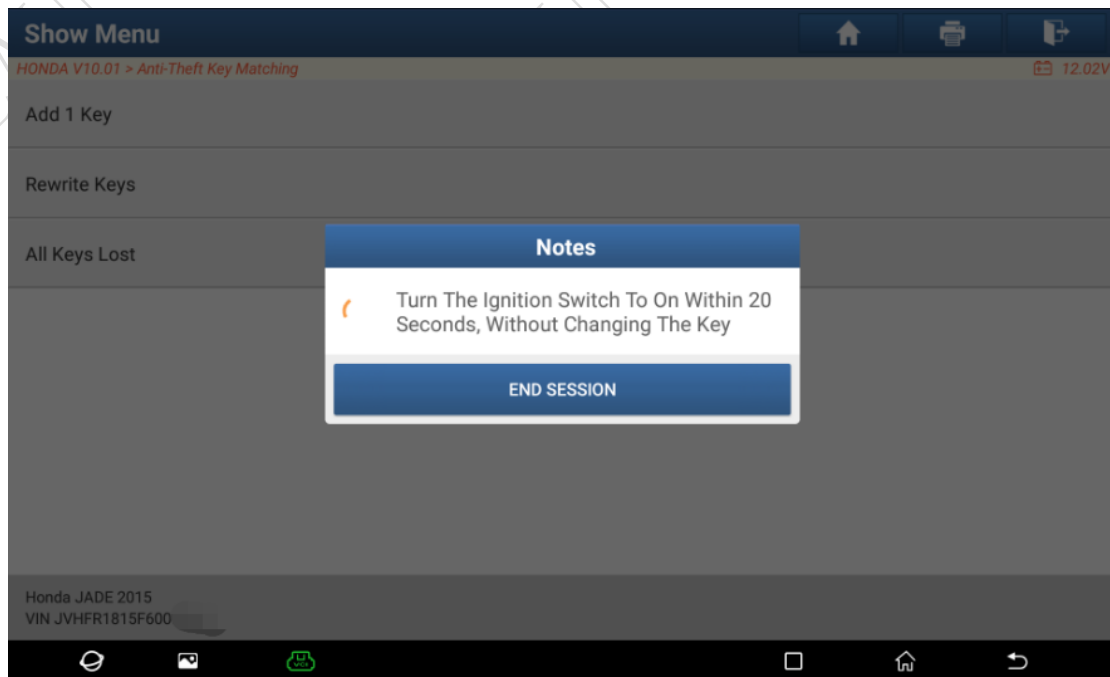 Show Menu
HONDA V10.01 > Anti-Theft Key Matching
12.02V
Add 1 Key
Rewrite Keys
All Keys Lost
Notes
Turn The Ignition Switch To On Within 20
Seconds, Without Changing The Key
END SESSION
Honda JADE 2015
VIN JVHFR1815F600
VCI